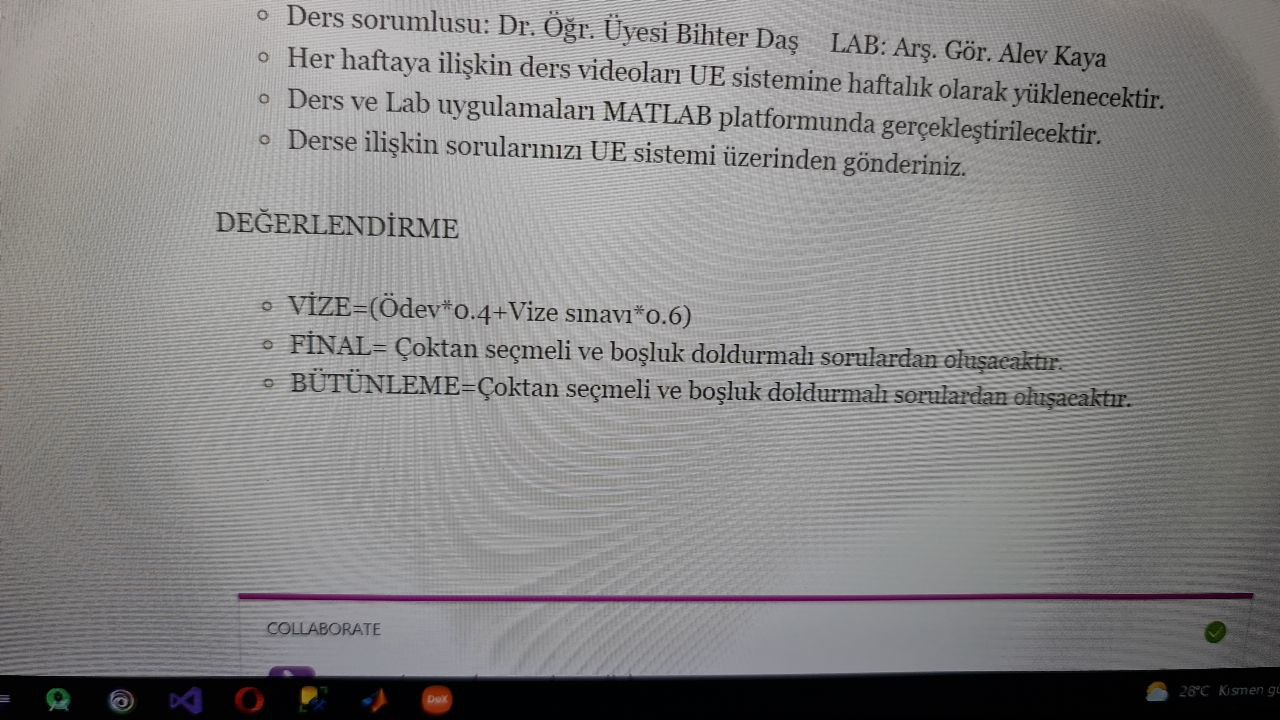 Ders sorumlusu: Dr. Öğr. Üyesi Bihter Daş LAB: Arş. Gör. Alev Kaya
Her haftaya ilişkin ders videoları UE sistemine haftalık olarak yüklenecektir.
Ders ve Lab uygulamaları MATLAB platformunda gerçekleştirilecektir.
Derse ilişkin sorularınızı UE sistemi üzerinden gönderiniz.
DEĞERLENDİRME
VİZE=(Ödev*0.4+Vize sınavı*0.6)
FİNAL= Çoktan seçmeli ve boşluk doldurmalı sorulardan oluşacaktır.
BÜTÜNLEME=Çoktan seçmeli ve boşluk doldurmalı sorulardan oluşacaktır.
COLLABORATE
DeX
28°C Kısmen